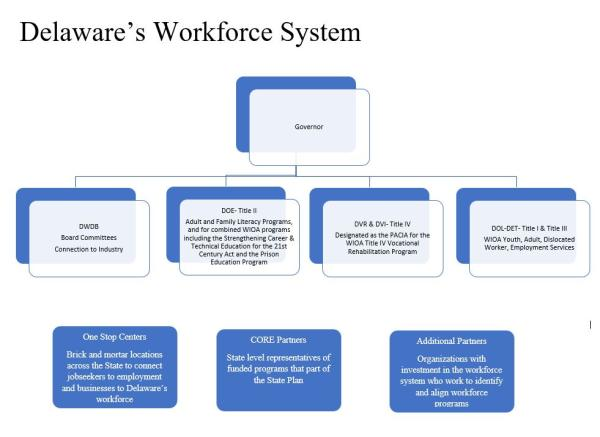 Delaware's Workforce System
Governor
DWDB
Board Committees
Connection to Industry
DOE- Title II
Adult and Family Literacy Programs,
and for combined WIOA programs
including the Strengthening Career &
Technical Education for the 21st
Century Act and the Prison
Education Program
DVR & DVI- Title IV
Designated as the PACIA for the
WIOA Title IV Vocational
Rehabilitation Program
DOL-DET- Title I & Title III
WIOA Youth, Adult, Dislocated
Worker, Employment Services
One Stop Centers
Brick and mortar locations
across the State to connect
jobseekers to employment
and businesses to Delaware's
workforce
CORE Partners
State level representatives of
funded programs that part of
the State Plan
Additional Partners
Organizations with
investment in the workforce
system who work to identify
and align workforce
programs